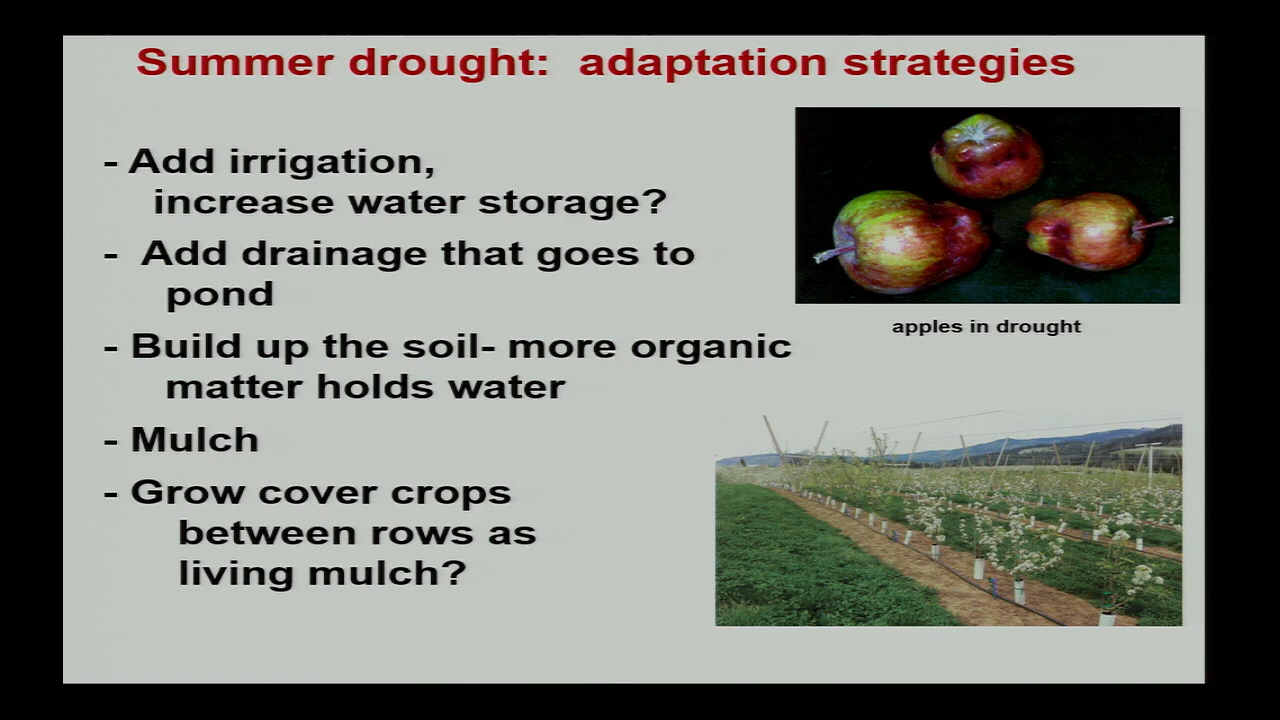 Summer drought: adaptation strategies
- Add irrigation,
increase water storage?
- Add drainage that goes to
pond
- Build up the soil- more organic
matter holds water
- Mulch
- Grow cover crops
between rows as
living mulch?
apples in drought